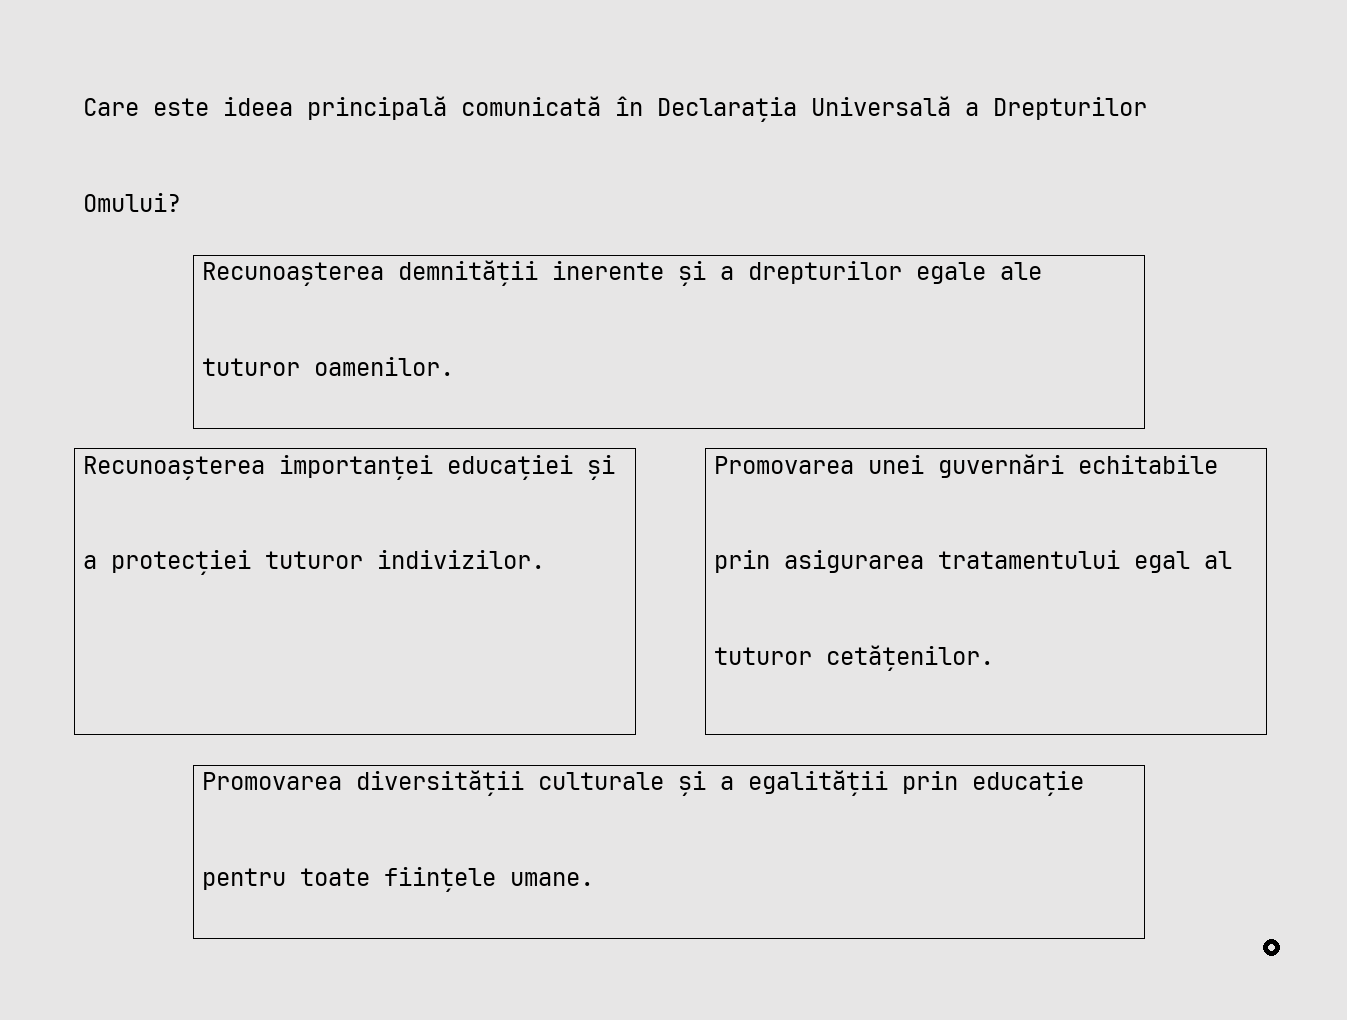 Care este ideea principală comunicată în Declarația Universală a Drepturilor
Omului?
Recunoașterea demnității inerente și a drepturilor egale ale
tuturor oamenilor.
Recunoașterea importanței educației și
a protecției tuturor indivizilor.
Promovarea unei guvernări echitabile
prin asigurarea tratamentului egal al
tuturor cetățenilor.
Promovarea diversității culturale și a egalității prin educație
pentru toate ființele umane.